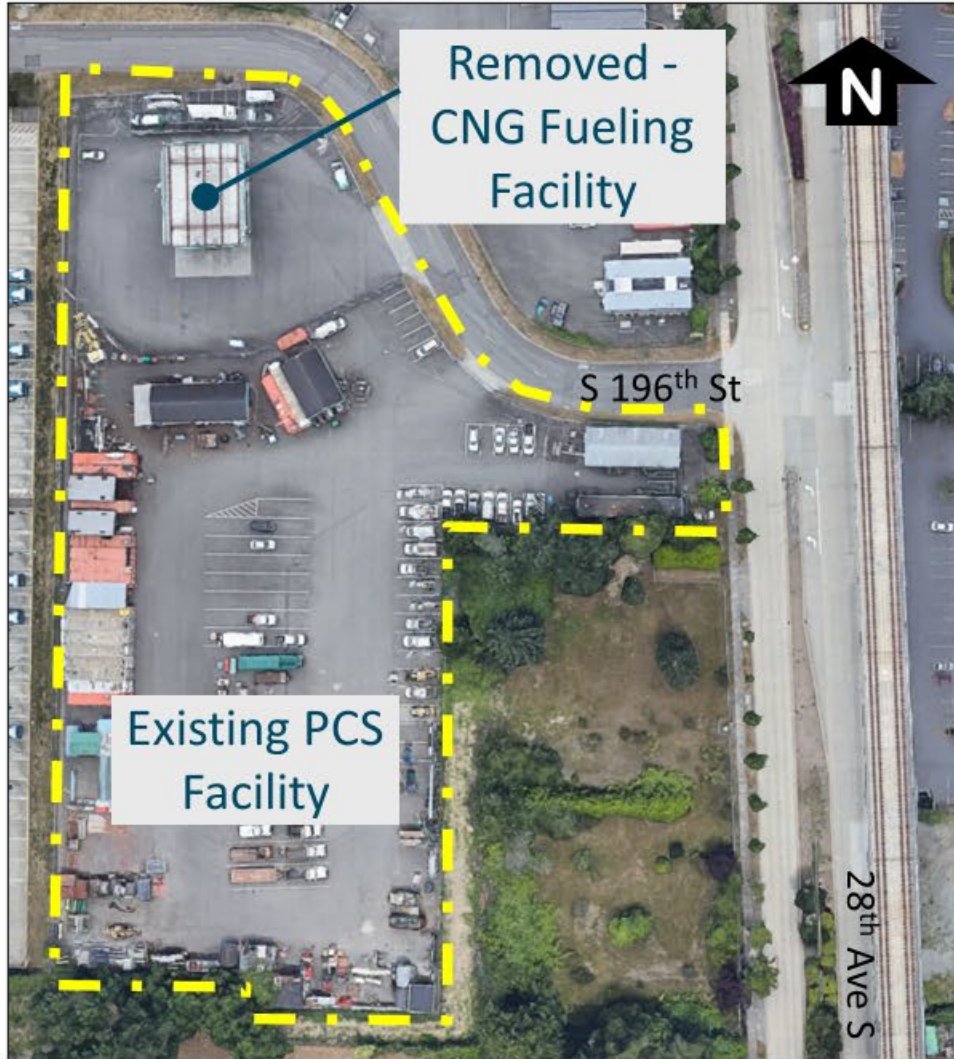 Removed -
CNG Fueling
Facility
N
S 196th St
Existing PCS
Facility
28th Ave S